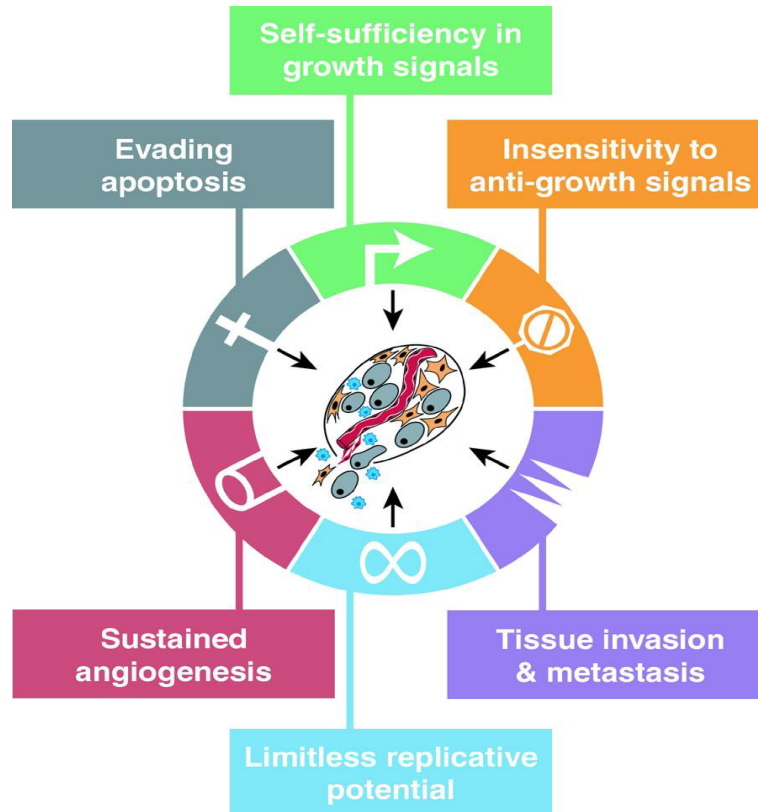 Self-sufficiency in
growth signals
Evading
apoptosis
Insensitivity to
anti-growth signals
Sustained
angiogenesis
Tissue invasion
& metastasis
Limitless replicative
potential